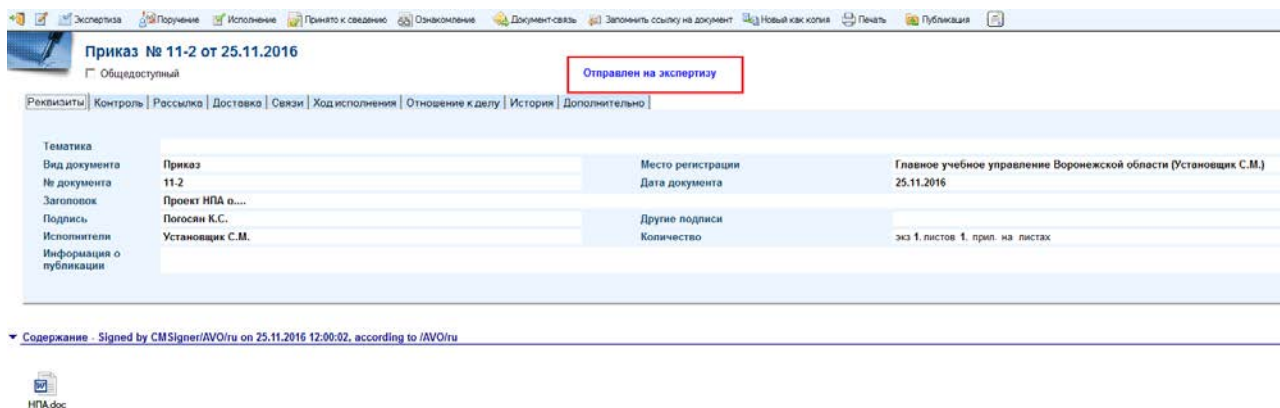 Экспертиза Поручение Исполнение Принято к сведению Ознакомление Документ-связь Запомнить ссылку на документ Новый как копия Печать Публикация
Приказ № 11-2 от 25.11.2016
Общедоступный Отправлен на экспертизу
Реквизиты Контроль Рассылка Доставка Связи Ход исполнения Отношение к делу История Дополнительно
Тематика
Вид документа Приказ Место регистрации Главное учебное управление Воронежской области (Установщик С.М.)
№ документа 11-2 Дата документа 25.11.2016
Заголовок Проект НПА о....
Подпись Погосян К.С. Другие подписи
Исполнители Установщик С.М. Количество экз 1. листов 1. прил. на листах
Информация о
публикации
Содержание - Signed by CMSigner/AVO/ru on 25.11.2016 12:00:02, according to /AVO/ru
НПА.doc